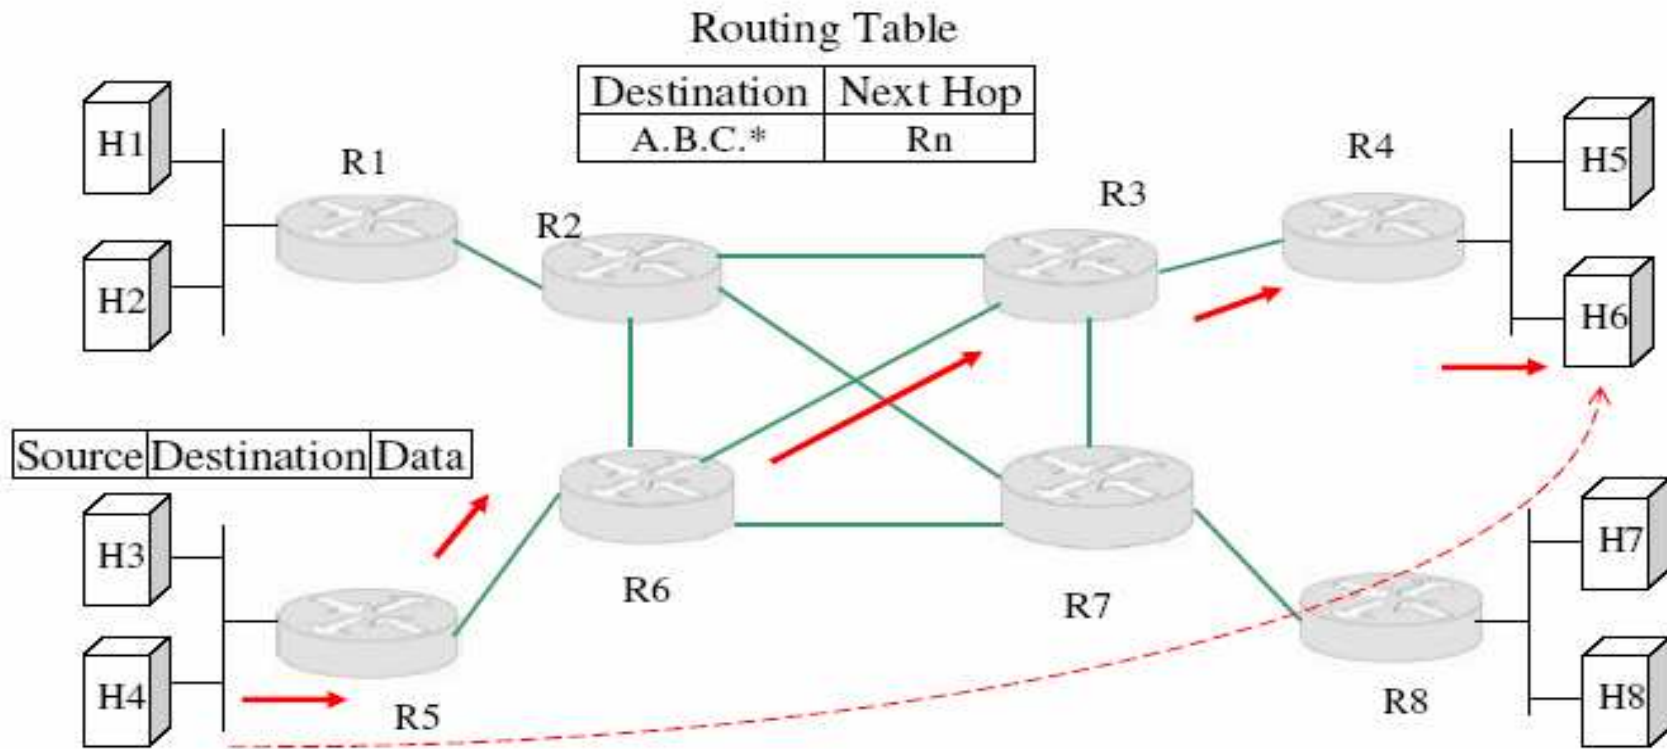 Routing Table
Destination Next Hop
A.B.C.* Rn
H1
R1
R4
H5
R3
R2
H2
H6
Source Destination Data
H3
R6
R7
H7
H4
R5
R8
H8